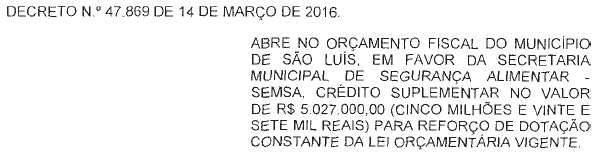 DECRETO N.º 47.869 DE 14 DE MARÇO DE 2016.
ABRE NO ORÇAMENTO FISCAL DO MUNICÍPIO
DE SÃO LUÍS, EM FAVOR DA SECRETARIA
MUNICIPAL DE SEGURANÇA ALIMENTAR -
SEMSA, CRÉDITO SUPLEMENTAR NO VALOR
DE R$ 5.027.000,00 (CINCO MILHÕES E VINTE E
SETE MIL REAIS) PARA REFORÇO DE DOTAÇÃO
CONSTANTE DA LEI ORÇAMENTÁRIA VIGENTE.